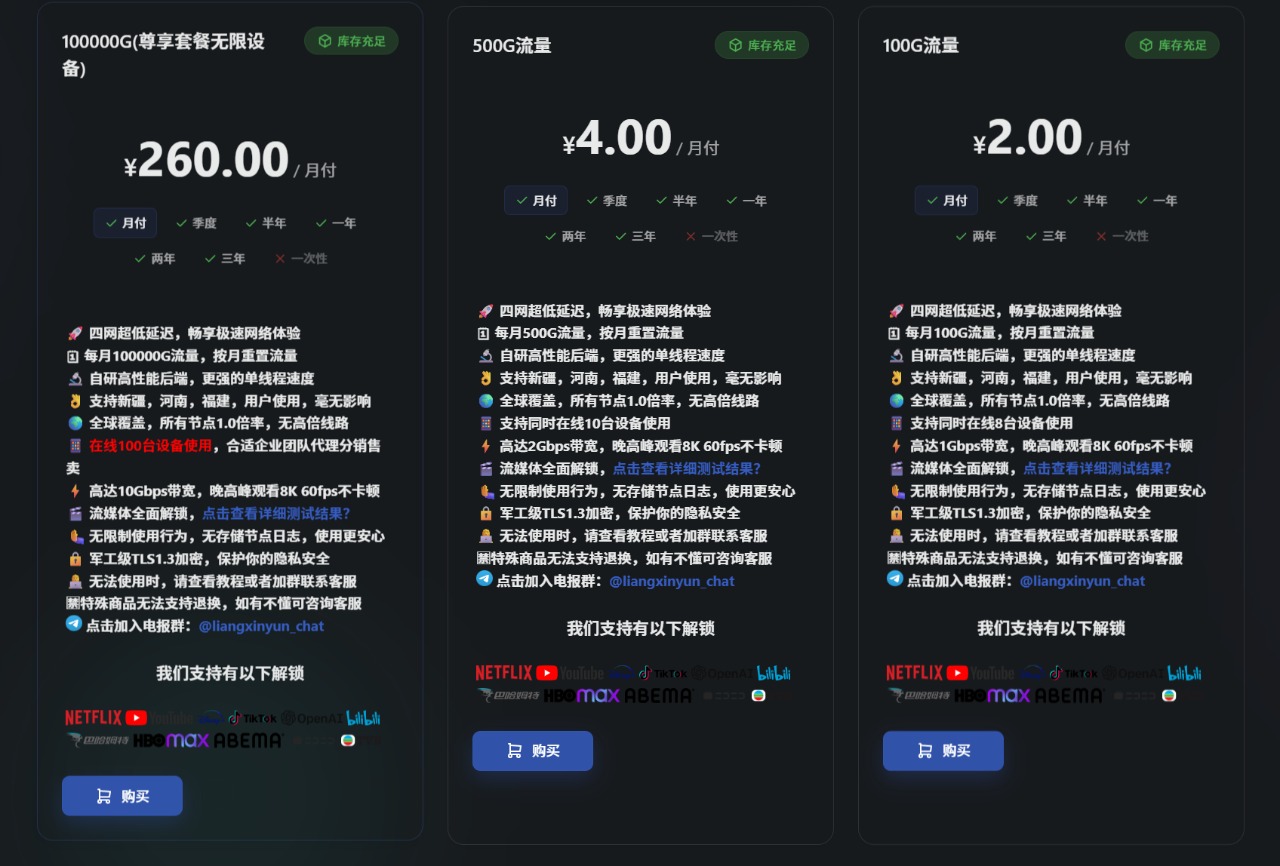 100000G(尊享套餐无限设
备)
库存充足
¥260.00 / 月付
月付 季度 半年 一年
两年 三年 一次性
四网超低延迟，畅享极速网络体验
每月100000G流量，按月重置流量
自研高性能后端，更强的单线程速度
支持新疆，河南，福建，用户使用，毫无影响
全球覆盖，所有节点1.0倍率，无高倍线路
在线100台设备使用，合适企业团队代理分销售
卖
高达10Gbps带宽，晚高峰观看8K 60fps不卡顿
流媒体全面解锁，点击查看详细测试结果？
无限制使用行为，无存储节点日志，使用更安心
军工级TLS1.3加密，保护你的隐私安全
无法使用时，请查看教程或者加群联系客服
🈲特殊商品无法支持退换，如有不懂可咨询客服
点击加入电报群：@liangxinyun_chat
我们支持有以下解锁
NETFLIX YouTube TikTok OpenAI bilibili
巴哈姆特 HBOmax ABEMA
购买
500G流量
库存充足
¥4.00 / 月付
月付 季度 半年 一年
两年 三年 一次性
四网超低延迟，畅享极速网络体验
每月500G流量，按月重置流量
自研高性能后端，更强的单线程速度
支持新疆，河南，福建，用户使用，毫无影响
全球覆盖，所有节点1.0倍率，无高倍线路
支持同时在线10台设备使用
高达2Gbps带宽，晚高峰观看8K 60fps不卡顿
流媒体全面解锁，点击查看详细测试结果？
无限制使用行为，无存储节点日志，使用更安心
军工级TLS1.3加密，保护你的隐私安全
无法使用时，请查看教程或者加群联系客服
🈲特殊商品无法支持退换，如有不懂可咨询客服
点击加入电报群：@liangxinyun_chat
我们支持有以下解锁
NETFLIX YouTube TikTok OpenAI bilibili
巴哈姆特 HBOmax ABEMA
购买
100G流量
库存充足
¥2.00 / 月付
月付 季度 半年 一年
两年 三年 一次性
四网超低延迟，畅享极速网络体验
每月100G流量，按月重置流量
自研高性能后端，更强的单线程速度
支持新疆，河南，福建，用户使用，毫无影响
全球覆盖，所有节点1.0倍率，无高倍线路
支持同时在线8台设备使用
高达1Gbps带宽，晚高峰观看8K 60fps不卡顿
流媒体全面解锁，点击查看详细测试结果？
无限制使用行为，无存储节点日志，使用更安心
军工级TLS1.3加密，保护你的隐私安全
无法使用时，请查看教程或者加群联系客服
🈲特殊商品无法支持退换，如有不懂可咨询客服
点击加入电报群：@liangxinyun_chat
我们支持有以下解锁
NETFLIX YouTube TikTok OpenAI bilibili
巴哈姆特 HBOmax ABEMA
购买